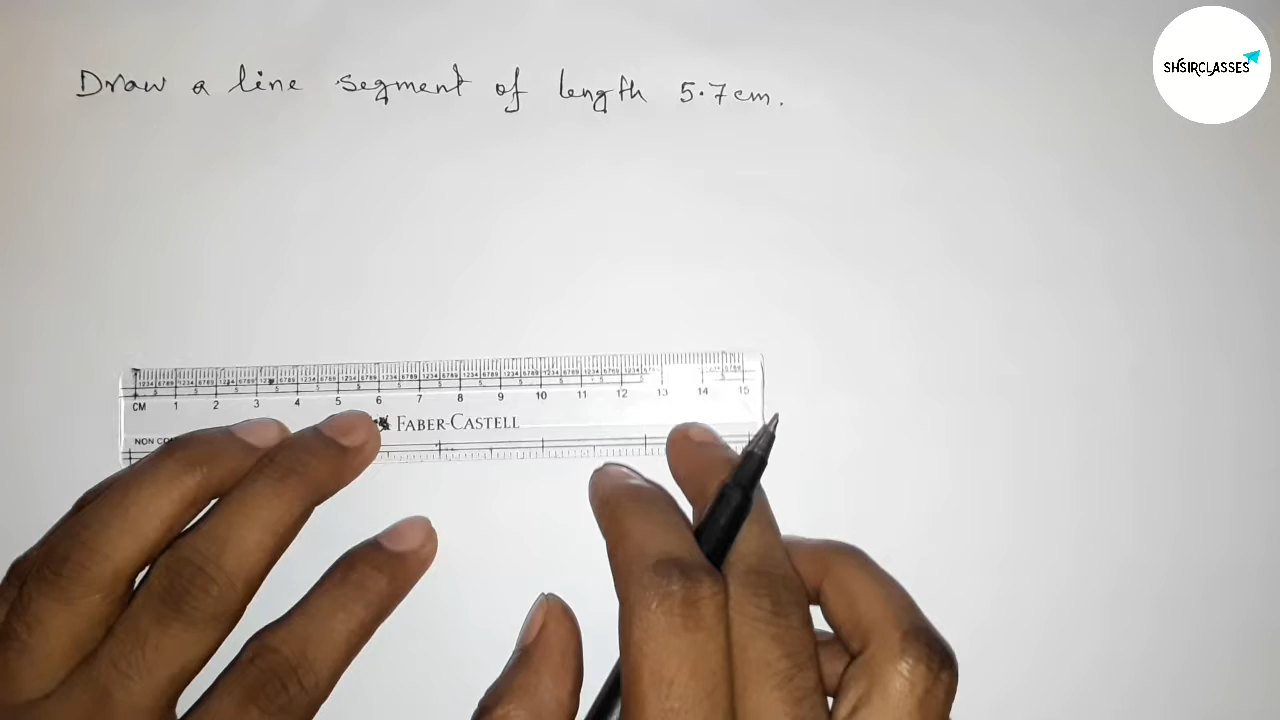 Draw a line segment of length 5.7cm.
SHSIRCLASSES
CM 1 2 3 4 5 6 7 8 9 10 11 12 13 14 15
FABER-CASTELL
NON